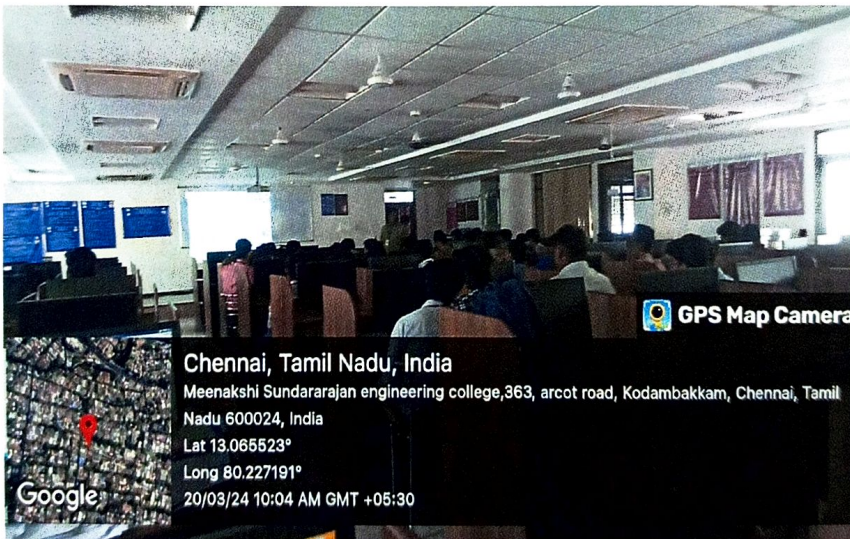 GPS Map Camera
Chennai, Tamil Nadu, India
Meenakshi Sundararajan engineering college,363, arcot road, Kodambakkam, Chennai, Tamil
Nadu 600024, India
Lat 13.065523°
Long 80.227191°
20/03/24 10:04 AM GMT +05:30
Google